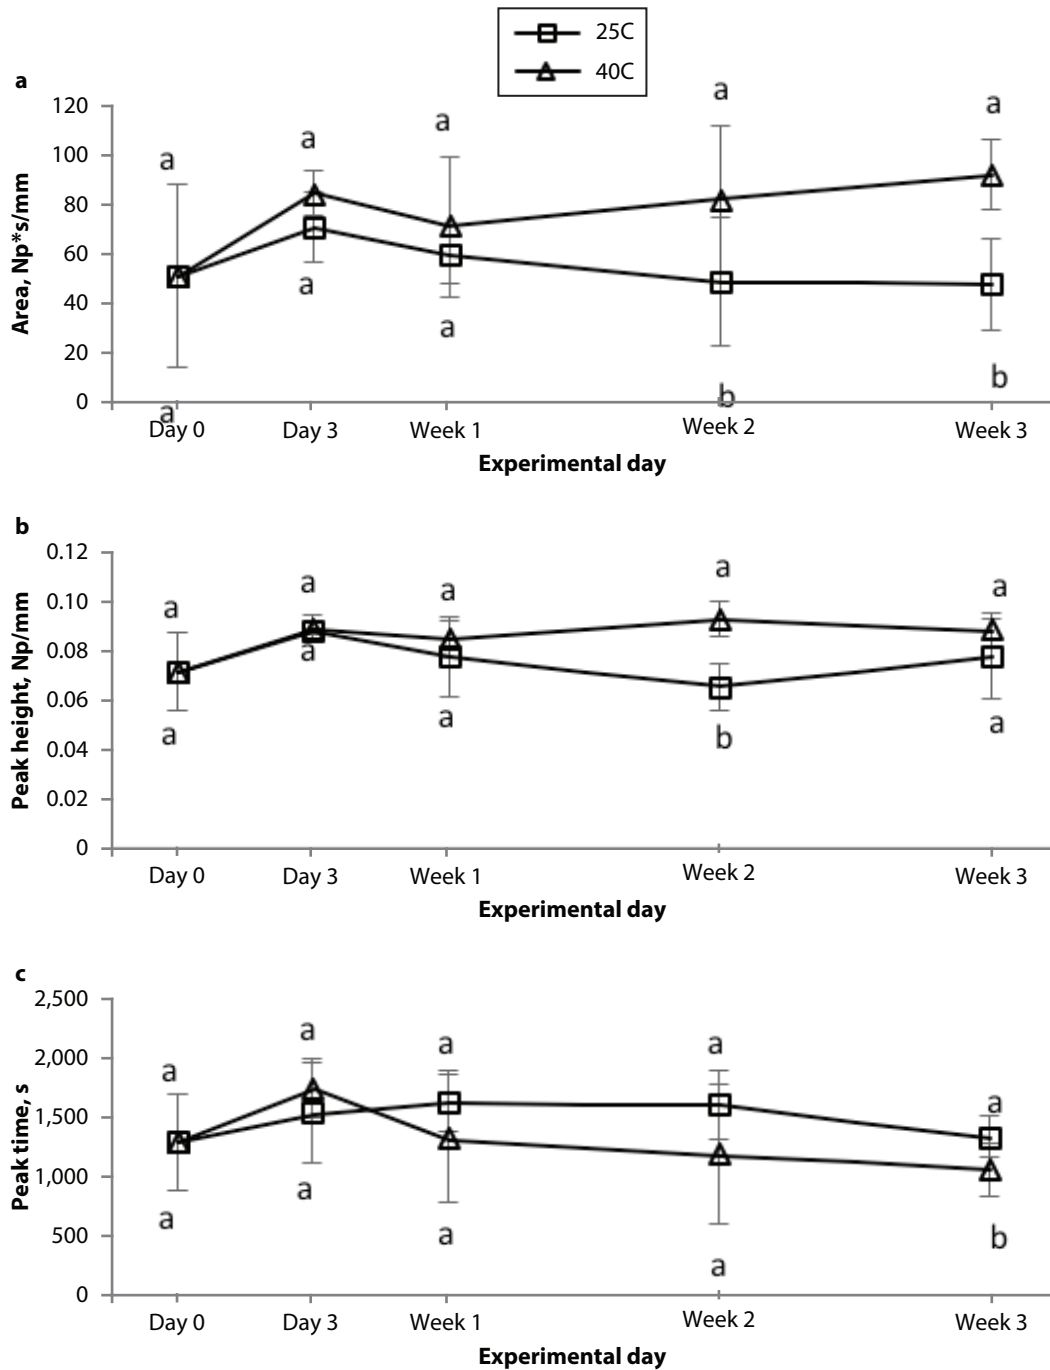 25C
40C
a
a
a
a
a
a
120
100
80
60
40
20
0
Area, Np*s/mm
a
a
a
b
b
Day 0
Day 3
Week 1
Week 2
Week 3
Experimental day
b
a
a
a
a
a
0.12
0.10
0.08
0.06
0.04
0.02
0
Peak height, Np/mm
a
a
a
b
a
Day 0
Day 3
Week 1
Week 2
Week 3
Experimental day
c
a
a
a
a
a
2,500
2,000
1,500
1,000
500
0
Peak time, s
a
a
a
a
b
Day 0
Day 3
Week 1
Week 2
Week 3
Experimental day